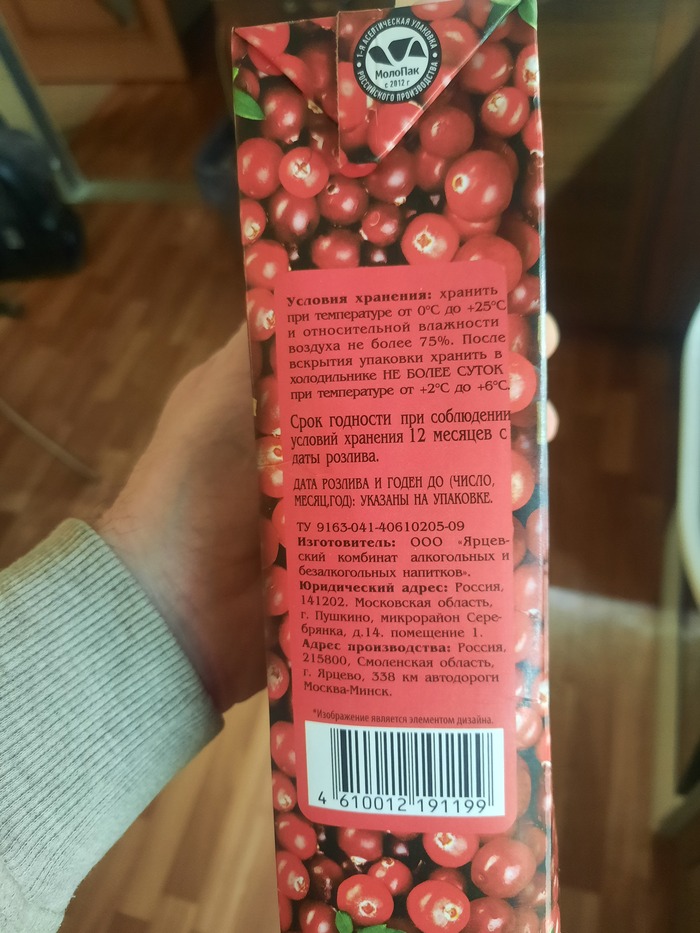 1-Я АСЕПТИЧЕСКАЯ УПАКОВКА
МолоПак
с 2012 г
РОССИЙСКОГО ПРОИЗВОДСТВА
Условия хранения: хранить
при температуре от 0°С до +25°С
и относительной влажности
воздуха не более 75%. После
вскрытия упаковки хранить в
холодильнике НЕ БОЛЕЕ СУТОК
при температуре от +2°С до +6°С.
Срок годности при соблюдении
условий хранения 12 месяцев с
даты розлива.
ДАТА РОЗЛИВА И ГОДЕН ДО (ЧИСЛО,
МЕСЯЦ,ГОД): УКАЗАНЫ НА УПАКОВКЕ.
ТУ 9163-041-40610205-09
Изготовитель: ООО «Ярцев-
ский комбинат алкогольных и
безалкогольных напитков».
Юридический адрес: Россия,
141202. Московская область,
г. Пушкино, микрорайон Сере-
брянка, д.14. помещение 1.
Адрес производства: Россия,
215800, Смоленская область,
г. Ярцево, 338 км автодороги
Москва-Минск.
*Изображение является элементом дизайна.
4 610012 191199